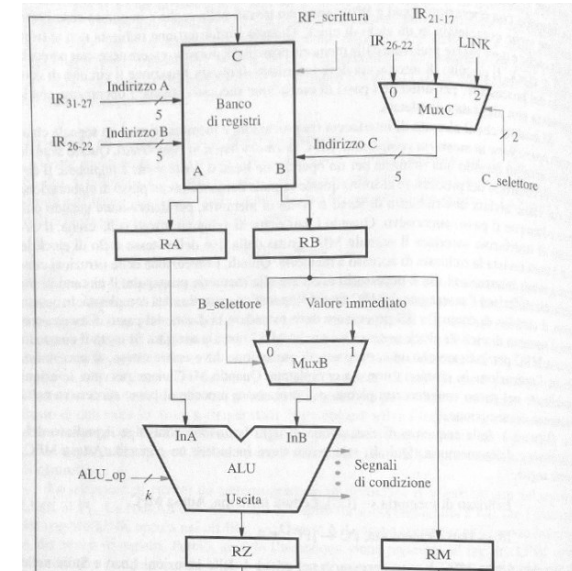 RF_scrittura
IR21-17
IR26-22
LINK
C
0 1 2
MuxC
IR31-27
Indirizzo A
5
Banco
di registri
2
IR26-22
Indirizzo B
5
Indirizzo C
5
C_selettore
A
B
RA
RB
B_selettore
Valore immediato
0 1
MuxB
InA
InB
ALU
Segnali
di condizione
ALU_op
k
Uscita
RZ
RM